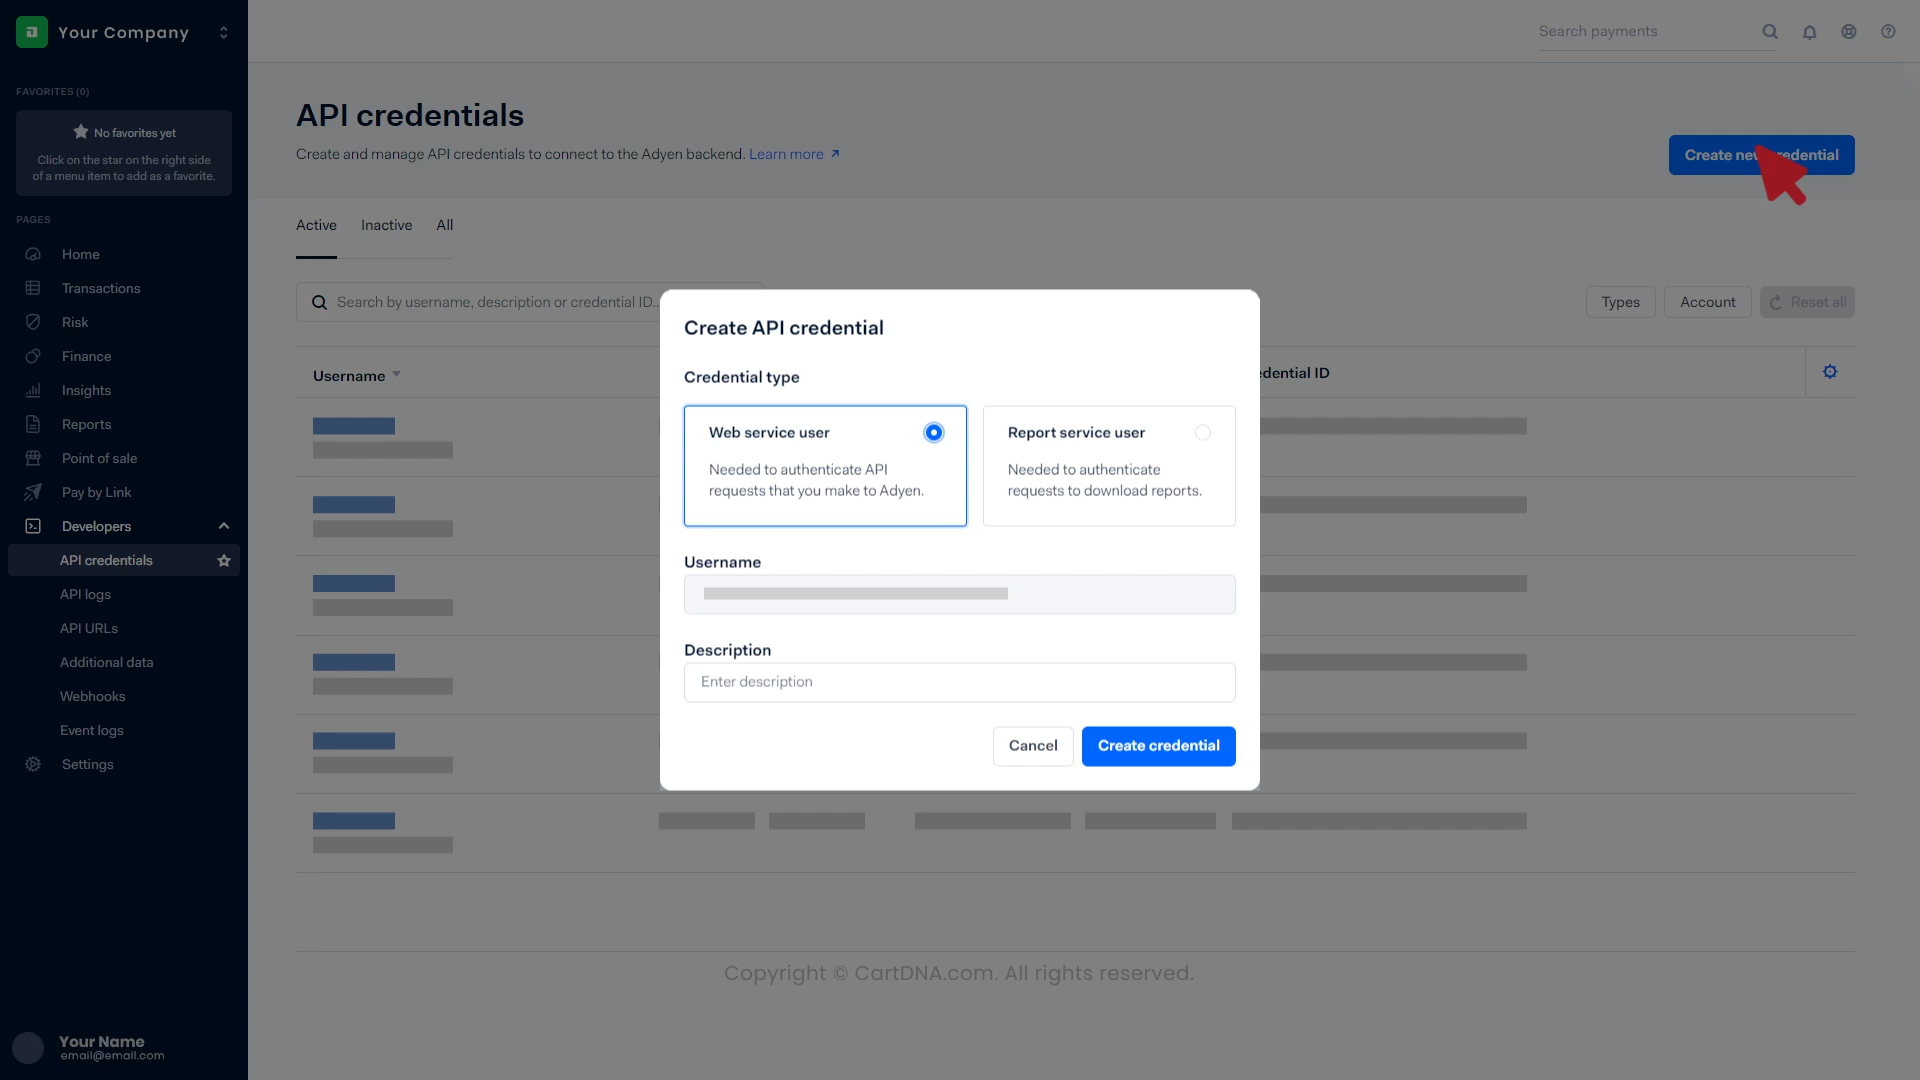 Your Company
FAVORITES (0)
No favorites yet
Click on the star on the right side
of a menu item to add as a favorite.
PAGES
Home
Transactions
Risk
Finance
Insights
Reports
Point of sale
Pay by Link
Developers
API credentials
API logs
API URLs
Additional data
Webhooks
Event logs
Settings
Your Name
email@email.com
Search payments
API credentials
Create and manage API credentials to connect to the Adyen backend. Learn more
Create new credential
Active Inactive All
Search by username, description or credential ID...
Types Account Reset all
Username
edential ID
Create API credential
Credential type
Web service user
Needed to authenticate API
requests that you make to Adyen.
Report service user
Needed to authenticate
requests to download reports.
Username
Description
Enter description
Cancel Create credential
Copyright © CartDNA.com. All rights reserved.